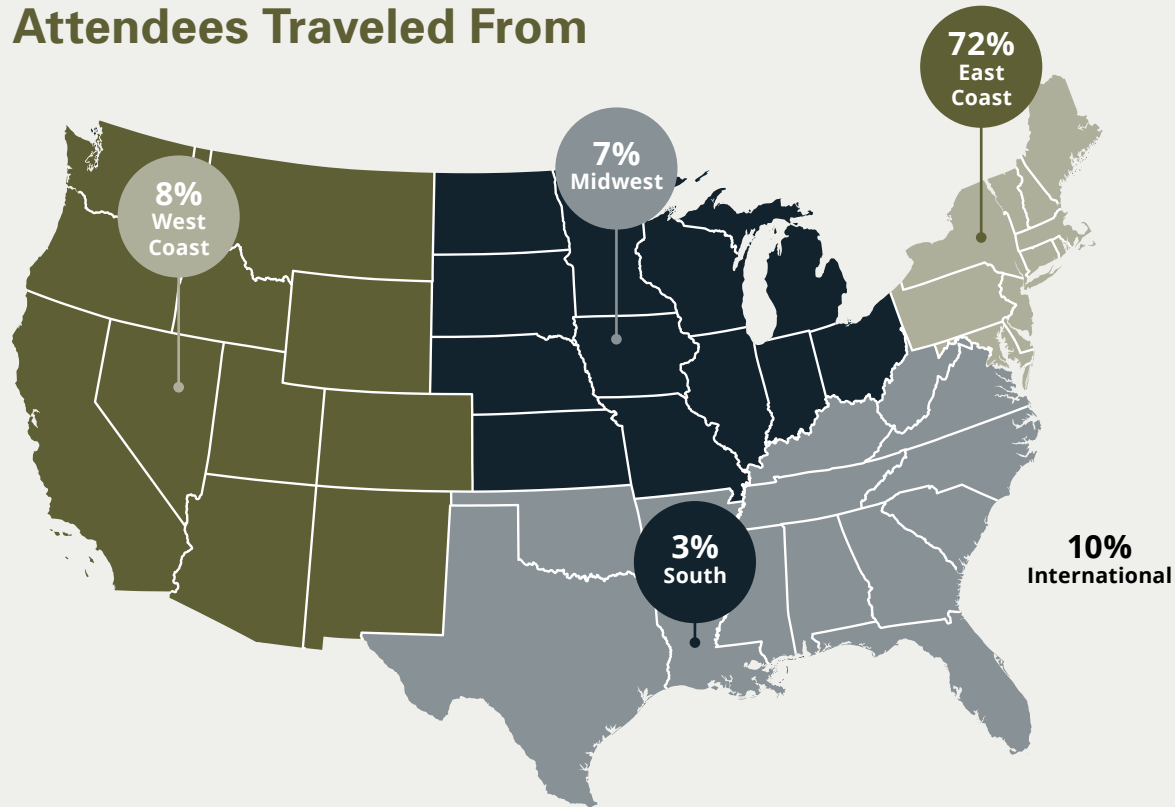 Attendees Traveled From
72%
East
Coast
7%
Midwest
8%
West
Coast
3%
South
10%
International